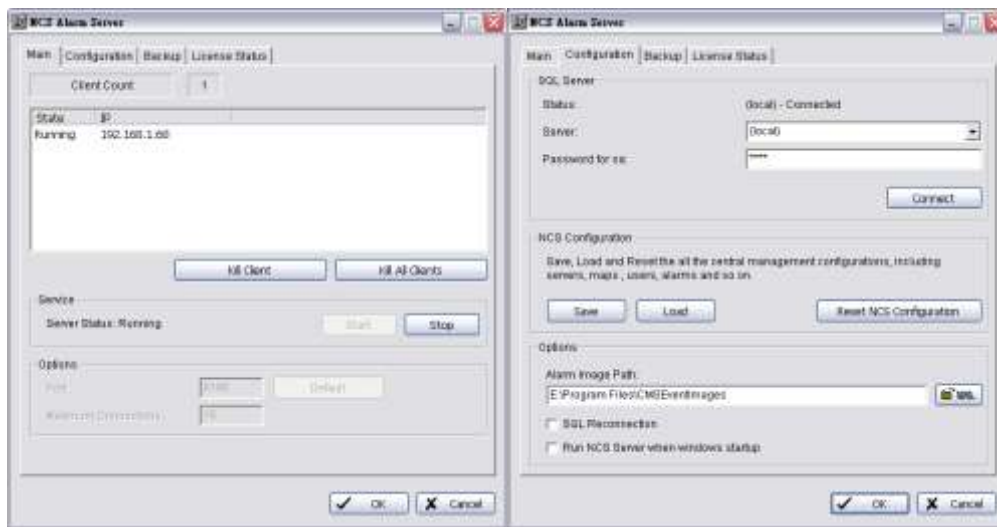 NCS Alarm Server
Main Configuration Backup License Status
Client Count 1
State IP
Running 192.168.1.60
Kill Client Kill All Clients
Service
Server Status: Running Start Stop
Options
Port Default
Maximum Connections
OK Cancel
NCS Alarm Server
Main Configuration Backup License Status
SQL Server
Status: (local) - Connected
Server: (local)
Password for sa: ****
Connect
NCS Configuration
Save, Load and Reset the all the central management configurations, including
servers, maps , users, alarms and so on.
Save Load Reset NCS Configuration
Options
Alarm Image Path:
E:\Program Files\CMS\EventImages
SQL Reconnection
Run NCS Server when windows startup
OK Cancel